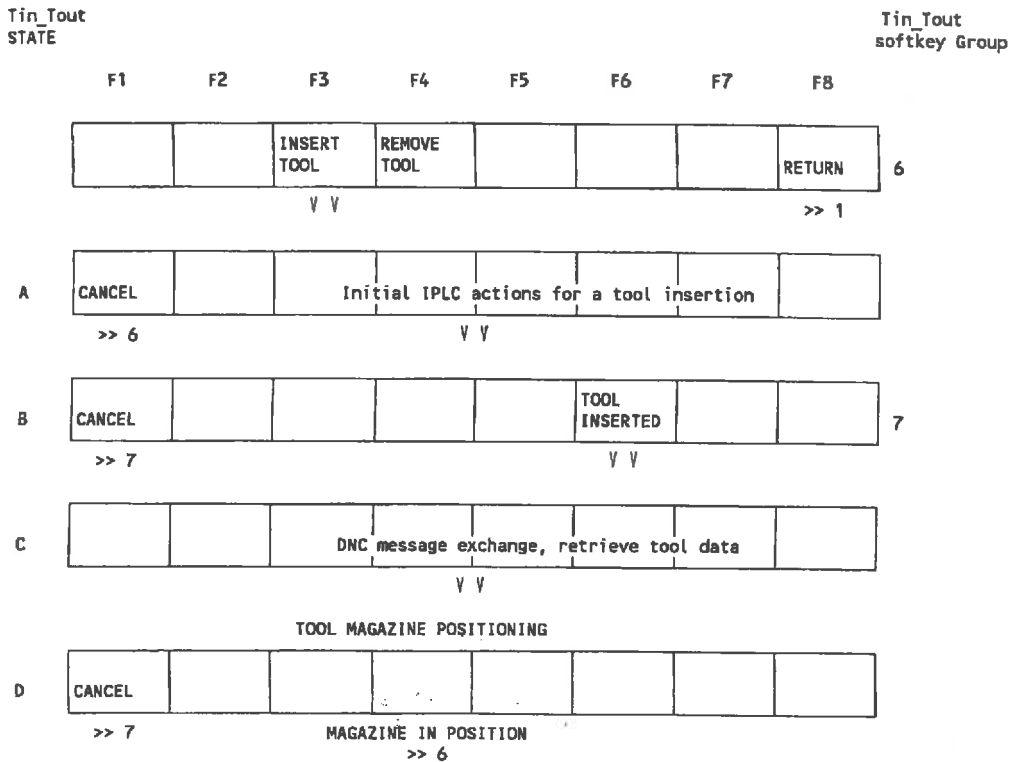 Tin_Tout
STATE
Tin_Tout
softkey Group
F1 F2 F3 F4 F5 F6 F7 F8
INSERT TOOL
REMOVE TOOL
RETURN
6
V V
>> 1
A
CANCEL
Initial IPLC actions for a tool insertion
>> 6
V V
B
CANCEL
TOOL INSERTED
7
>> 7
V V
C
DNC message exchange, retrieve tool data
V V
TOOL MAGAZINE POSITIONING
D
CANCEL
>> 7
MAGAZINE IN POSITION
>> 6